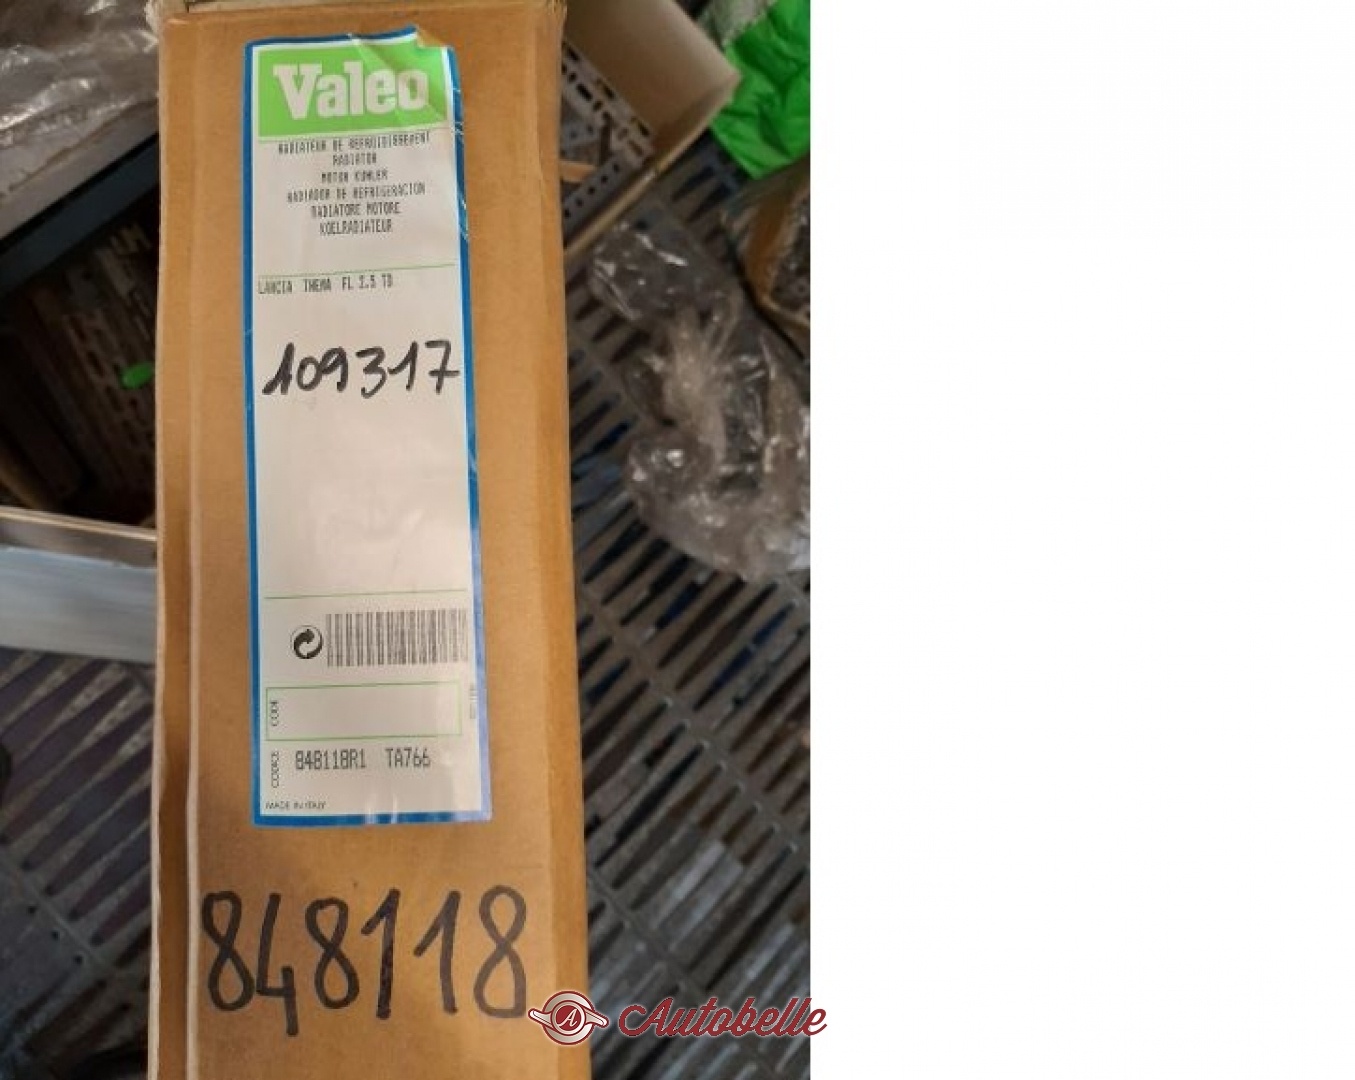 Valeo
RADIATEUR DE REFROIDISSEMENT
RADIATOR
MOTOR KUHLER
RADIADOR DE REFRIGERACION
RADIATORE MOTORE
KOELRADIATEUR
LANCIA THEMA FL 2.5 TD
109317
CODE
CODICE 848118R1 TA766
MADE IN ITALY
848118
Autobelle